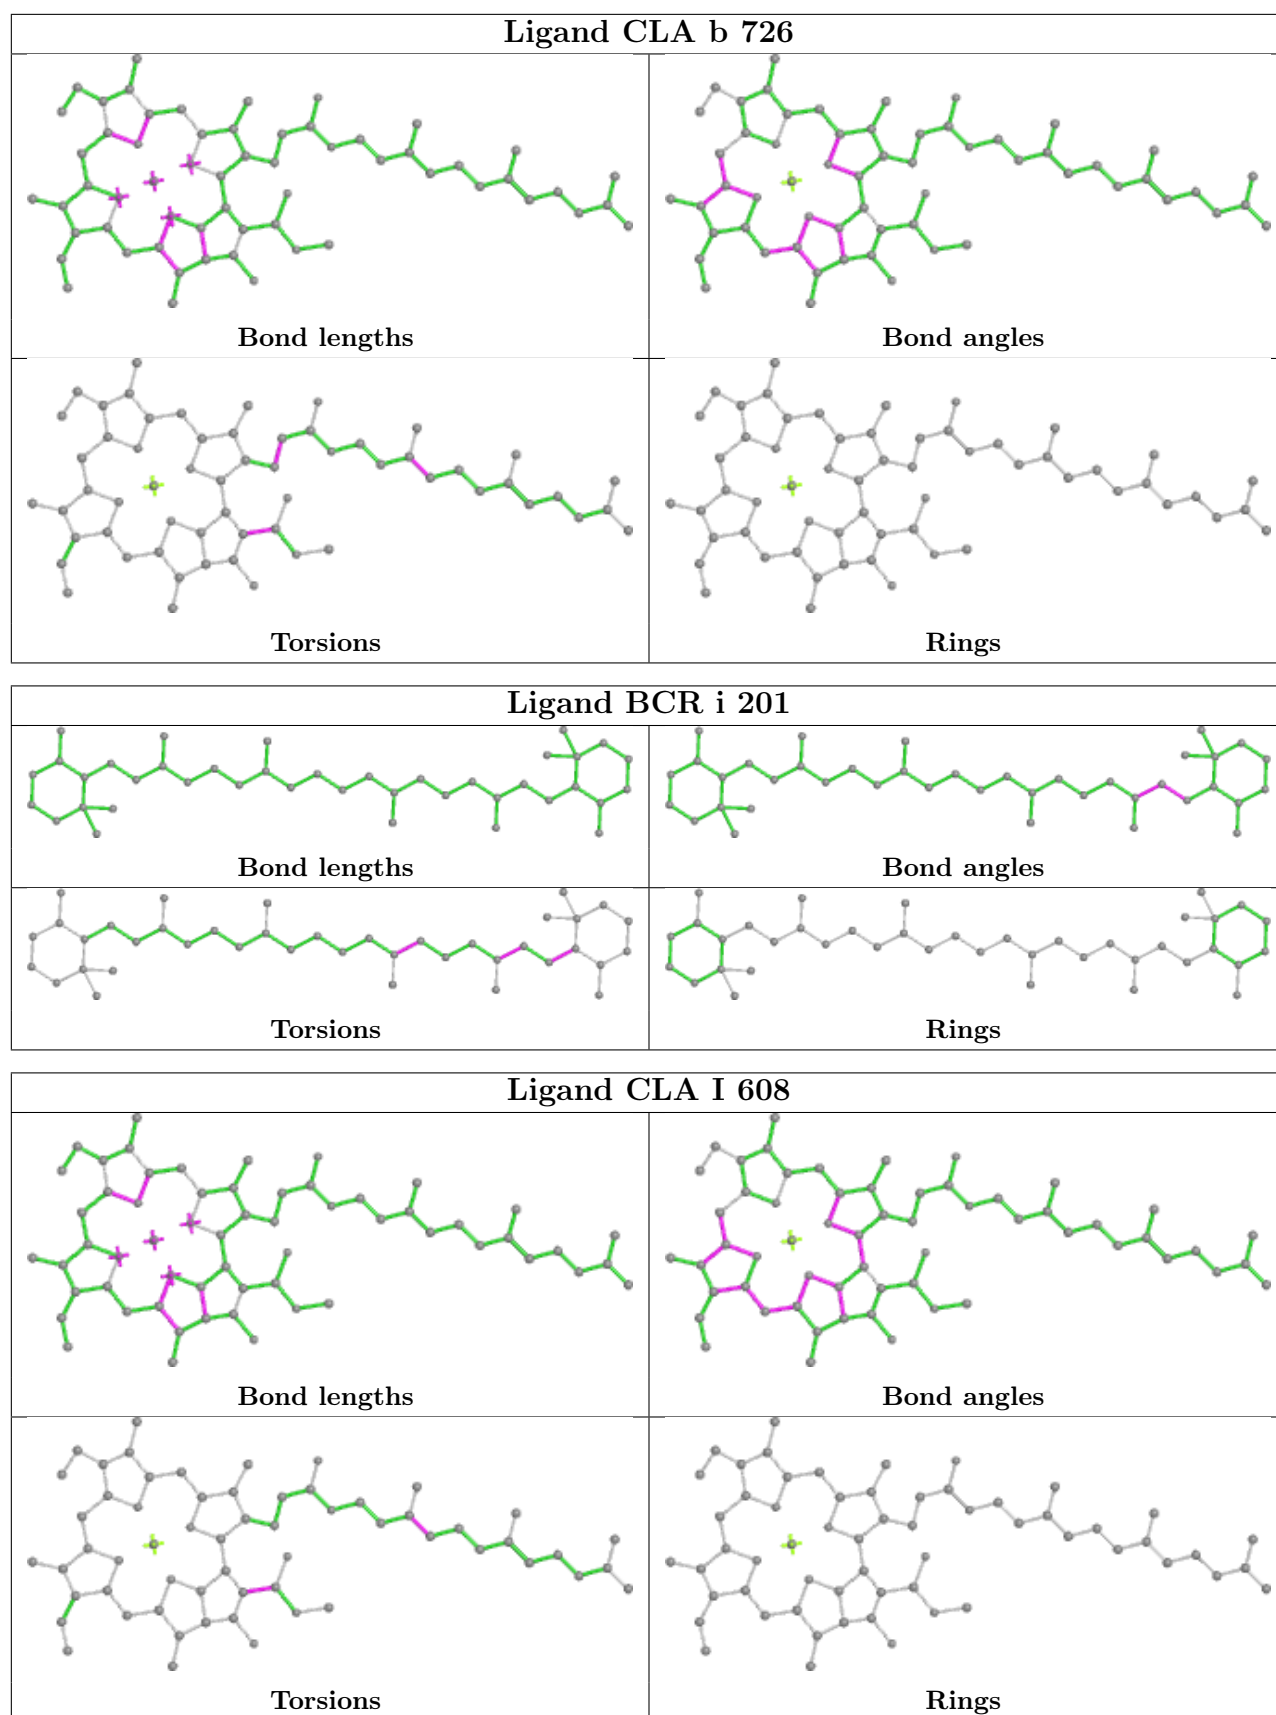 Ligand CLA b 726
Bond lengths
Bond angles
Torsions
Rings
Ligand BCR i 201
Bond lengths
Bond angles
Torsions
Rings
Ligand CLA I 608
Bond lengths
Bond angles
Torsions
Rings